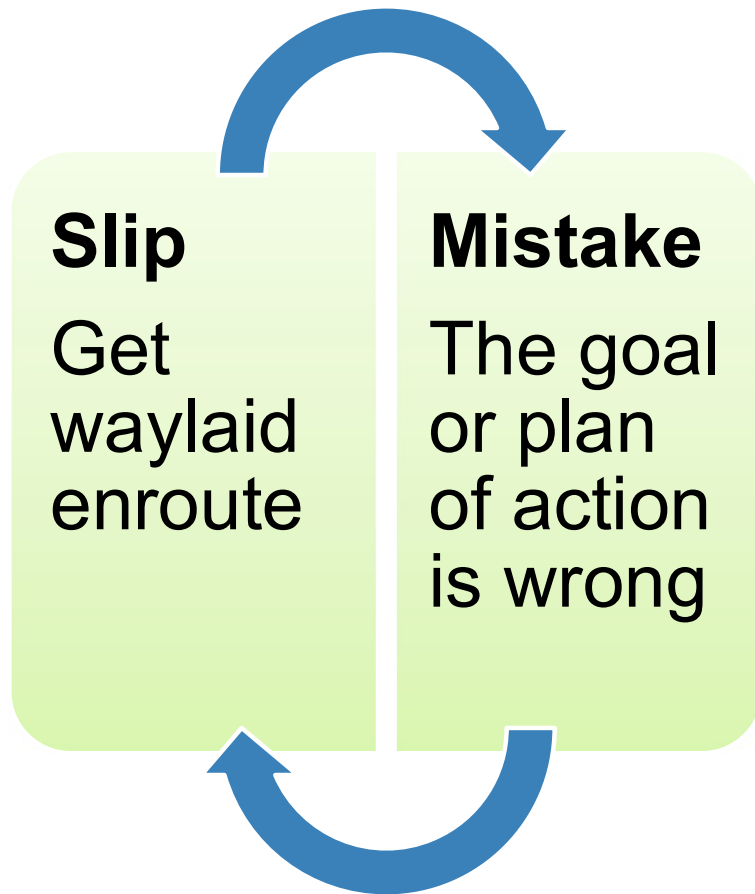 Slip
Get
waylaid
enroute
Mistake
The goal
or plan
of action
is wrong